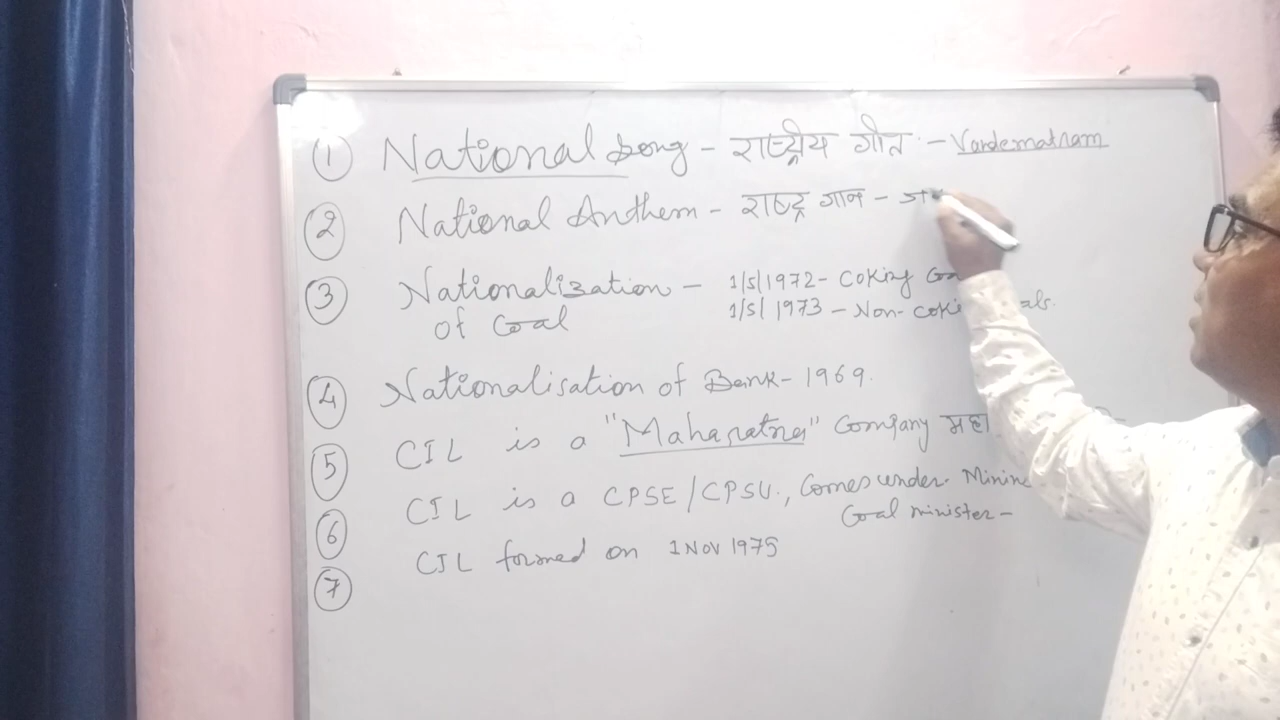 ① National Song - राष्ट्रीय गीत - Vandematram
② National Anthem - राष्ट्र गान -
③ Nationalization - 1/5/1972 - Coking
of Coal 1/5/1973 - Non-
④ Nationalisation of Bank - 1969.
⑤ CIL is a "Maharatna" Company
⑥ CIL is a CPSE/CPSU., Comes under
Coal minister -
⑦ CIL formed on 1 Nov 1975